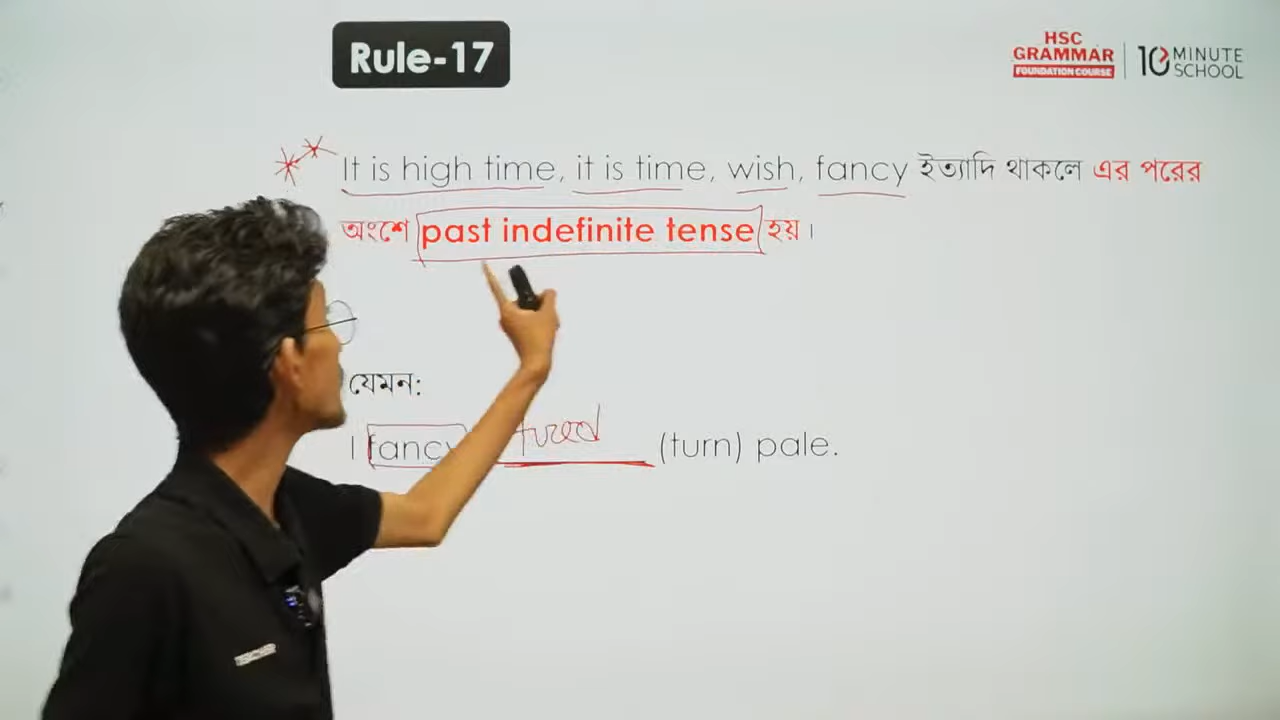 Rule-17
HSC
GRAMMAR
FOUNDATION COURSE
10 MINUTE
SCHOOL
It is high time, it is time, wish, fancy ইত্যাদি থাকলে এর পরের
অংশে past indefinite tense হয়।
যেমন:
I fancy (turn) pale.